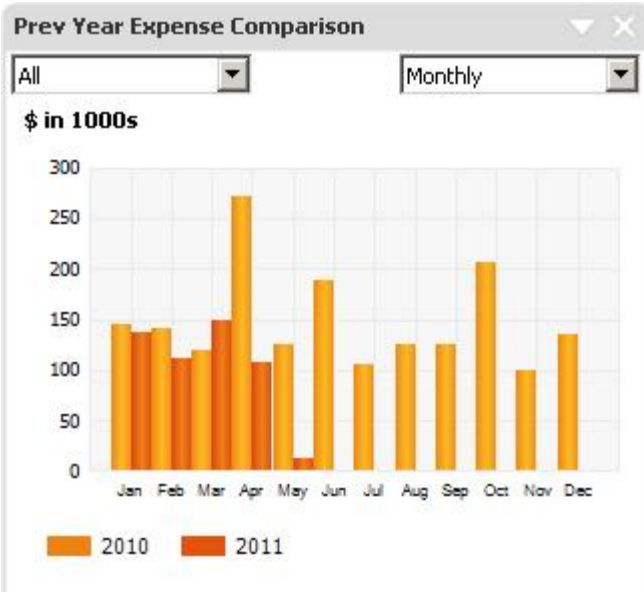 Prev Year Expense Comparison
All Monthly
$ in 1000s
300
250
200
150
100
50
0
Jan Feb Mar Apr May Jun Jul Aug Sep Oct Nov Dec
2010 2011